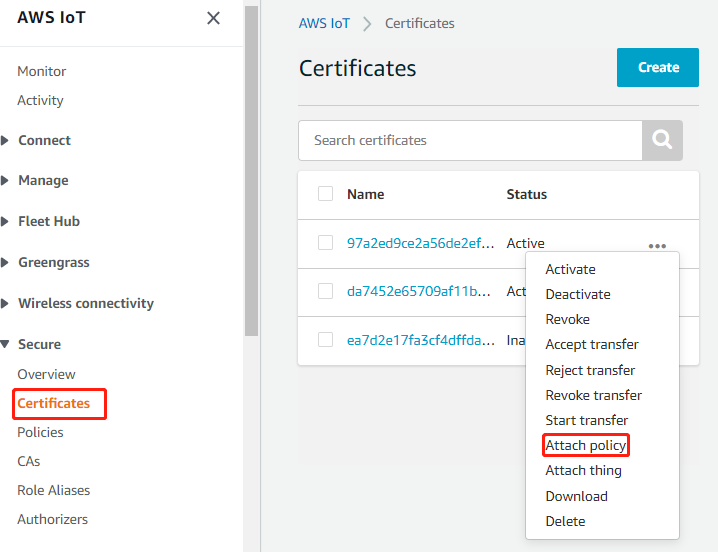 AWS IoT
Monitor
Activity
Connect
Manage
Fleet Hub
Greengrass
Wireless connectivity
Secure
Overview
Certificates
Policies
CAs
Role Aliases
Authorizers
AWS IoT > Certificates
Certificates
Create
Search certificates
Name Status
97a2ed9ce2a56de2ef... Active
da7452e65709af11b... Act
ea7d2e17fa3cf4dffda... Ina
Activate
Deactivate
Revoke
Accept transfer
Reject transfer
Revoke transfer
Start transfer
Attach policy
Attach thing
Download
Delete